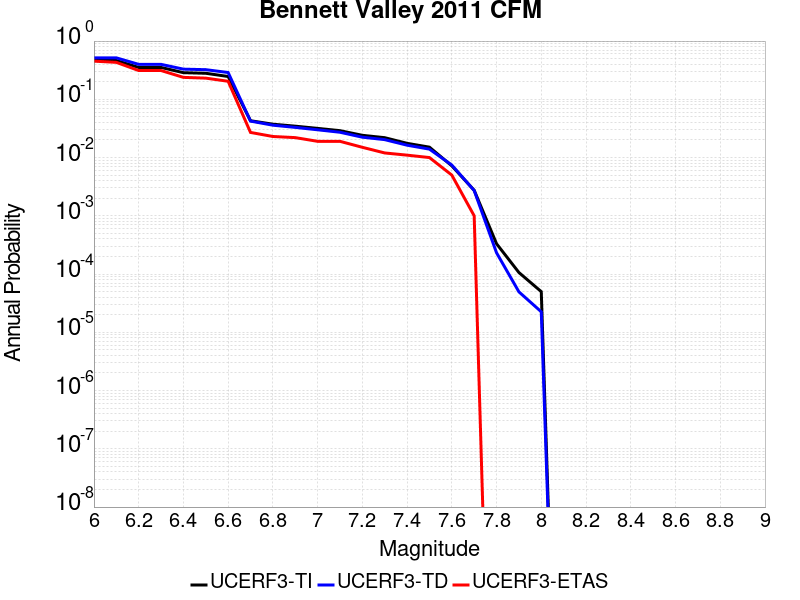 Bennett Valley 2011 CFM
10^0
10^-1
10^-2
10^-3
10^-4
10^-5
10^-6
10^-7
10^-8
Annual Probability
6 6.2 6.4 6.6 6.8 7 7.2 7.4 7.6 7.8 8 8.2 8.4 8.6 8.8 9
Magnitude
UCERF3-TI UCERF3-TD UCERF3-ETAS